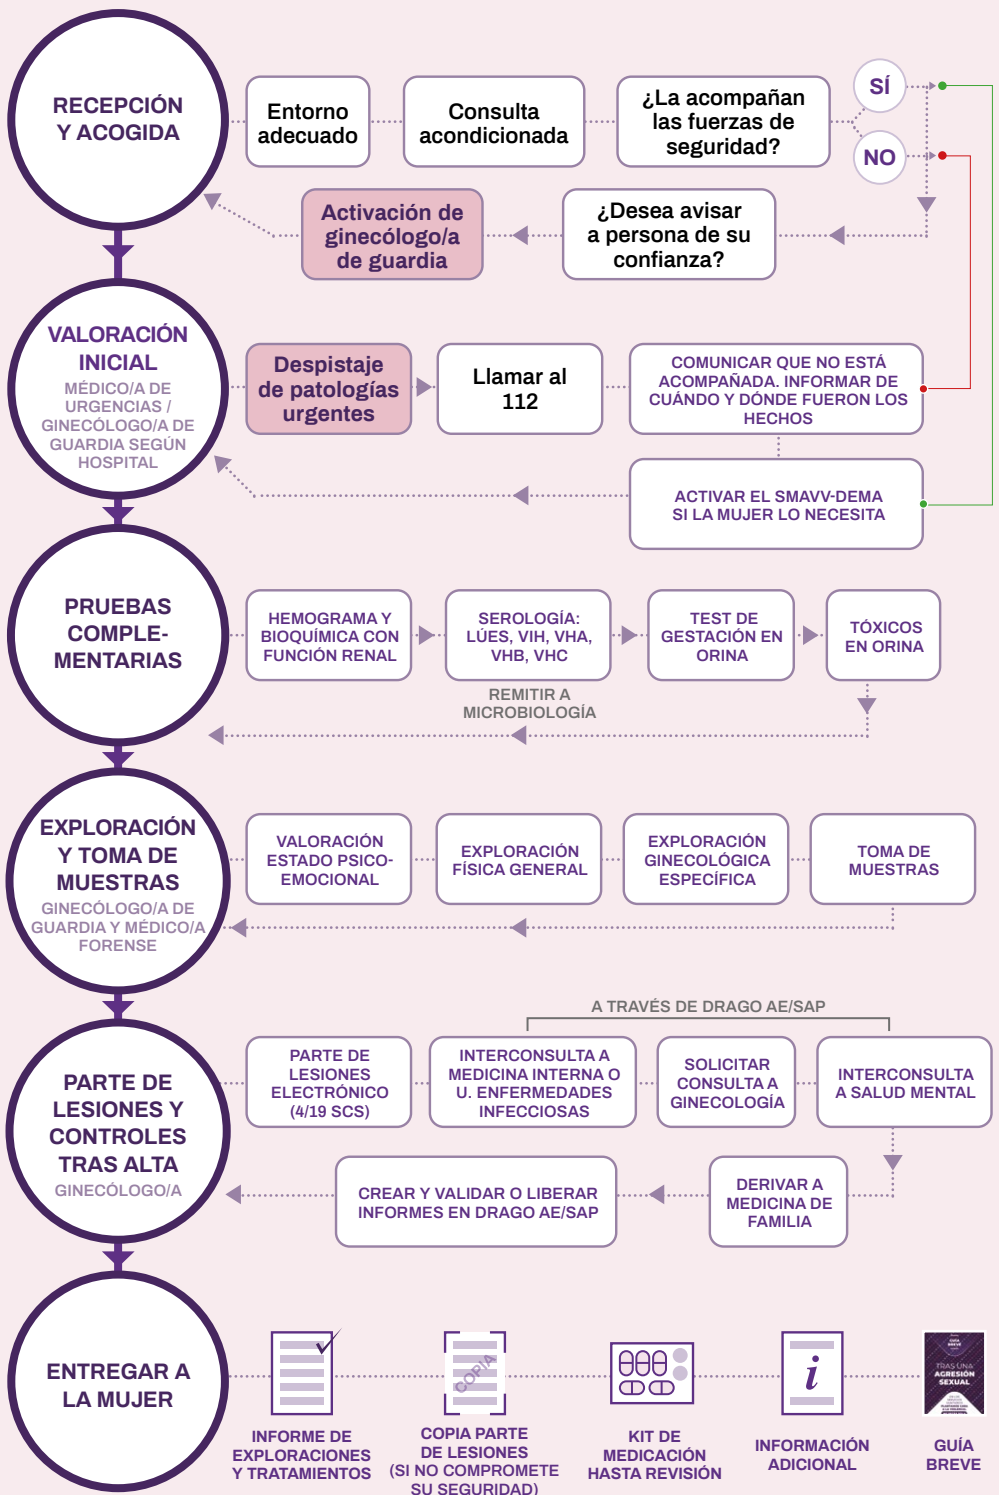 RECEPCIÓN
Y ACOGIDA
Entorno
adecuado
Consulta
acondicionada
¿La acompañan
las fuerzas de
seguridad?
SÍ
NO
Activación de
ginecólogo/a
de guardia
¿Desea avisar
a persona de su
confianza?
VALORACIÓN
INICIAL
MÉDICO/A DE
URGENCIAS /
GINECÓLOGO/A DE
GUARDIA SEGÚN
HOSPITAL
Despistaje
de patologías
urgentes
Llamar al
112
COMUNICAR QUE NO ESTÁ
ACOMPAÑADA. INFORMAR DE
CUÁNDO Y DÓNDE FUERON LOS
HECHOS
ACTIVAR EL SMAVV-DEMA
SI LA MUJER LO NECESITA
PRUEBAS
COMPLE-
MENTARIAS
HEMOGRAMA Y
BIOQUÍMICA CON
FUNCIÓN RENAL
SEROLOGÍA:
LÚES, VIH, VHA,
VHB, VHC
TEST DE
GESTACIÓN EN
ORINA
TÓXICOS
EN ORINA
REMITIR A
MICROBIOLOGÍA
EXPLORACIÓN
Y TOMA DE
MUESTRAS
GINECÓLOGO/A DE
GUARDIA Y MÉDICO/A
FORENSE
VALORACIÓN
ESTADO PSICO-
EMOCIONAL
EXPLORACIÓN
FÍSICA GENERAL
EXPLORACIÓN
GINECOLÓGICA
ESPECÍFICA
TOMA DE
MUESTRAS
A TRAVÉS DE DRAGO AE/SAP
PARTE DE
LESIONES Y
CONTROLES
TRAS ALTA
GINECÓLOGO/A
PARTE DE
LESIONES
ELECTRÓNICO
(4/19 SCS)
INTERCONSULTA A
MEDICINA INTERNA O
U. ENFERMEDADES
INFECCIOSAS
SOLICITAR
CONSULTA A
GINECOLOGÍA
INTERCONSULTA
A SALUD MENTAL
CREAR Y VALIDAR O LIBERAR
INFORMES EN DRAGO AE/SAP
DERIVAR A
MEDICINA DE
FAMILIA
ENTREGAR A
LA MUJER
INFORME DE
EXPLORACIONES
Y TRATAMIENTOS
COPIA
COPIA PARTE
DE LESIONES
(SI NO COMPROMETE
SU SEGURIDAD)
KIT DE
MEDICACIÓN
HASTA REVISIÓN
i
INFORMACIÓN
ADICIONAL
GUÍA
BREVE
TRAS UNA
AGRESIÓN
SEXUAL
GUÍA
BREVE